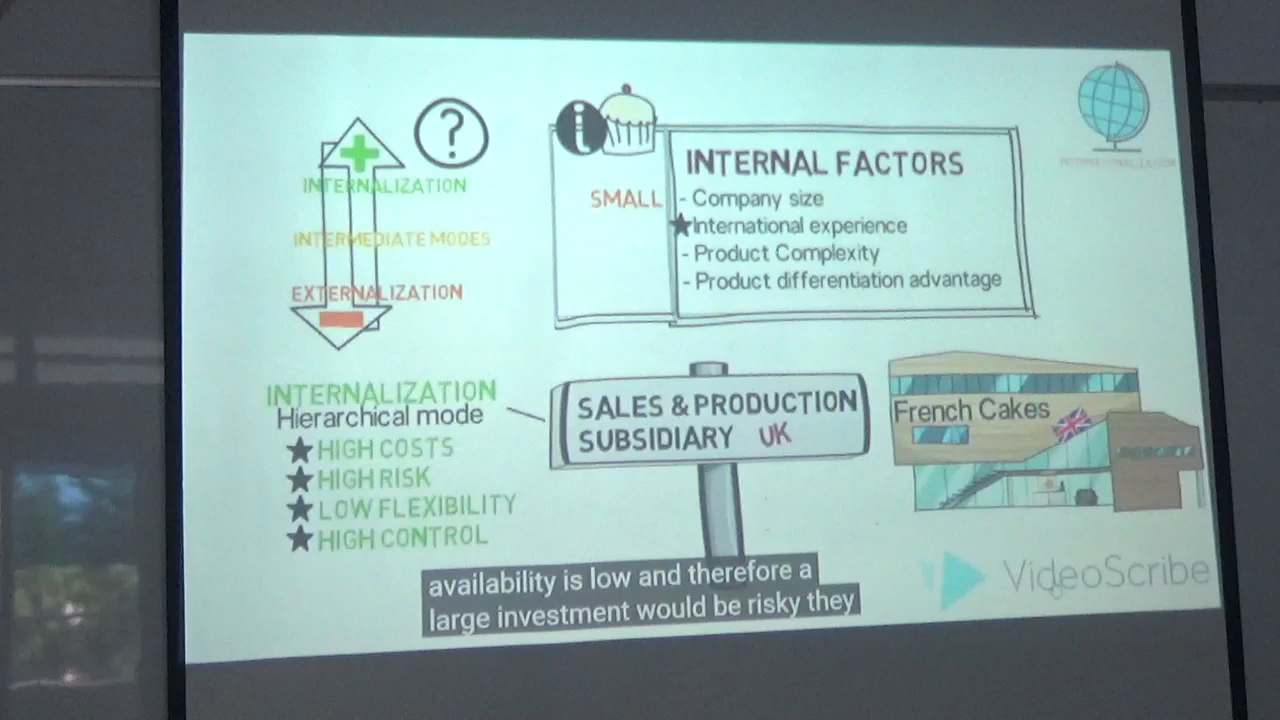 ?
i
INTERNALIZATION
INTERMEDIATE MODES
EXTERNALIZATION
INTERNAL FACTORS
SMALL - Company size
International experience
- Product Complexity
- Product differentiation advantage
INTERNALIZATION
Hierarchical mode
HIGH COSTS
HIGH RISK
LOW FLEXIBILITY
HIGH CONTROL
SALES & PRODUCTION
SUBSIDIARY UK
French Cakes
availability is low and therefore a
large investment would be risky they
VideoScribe